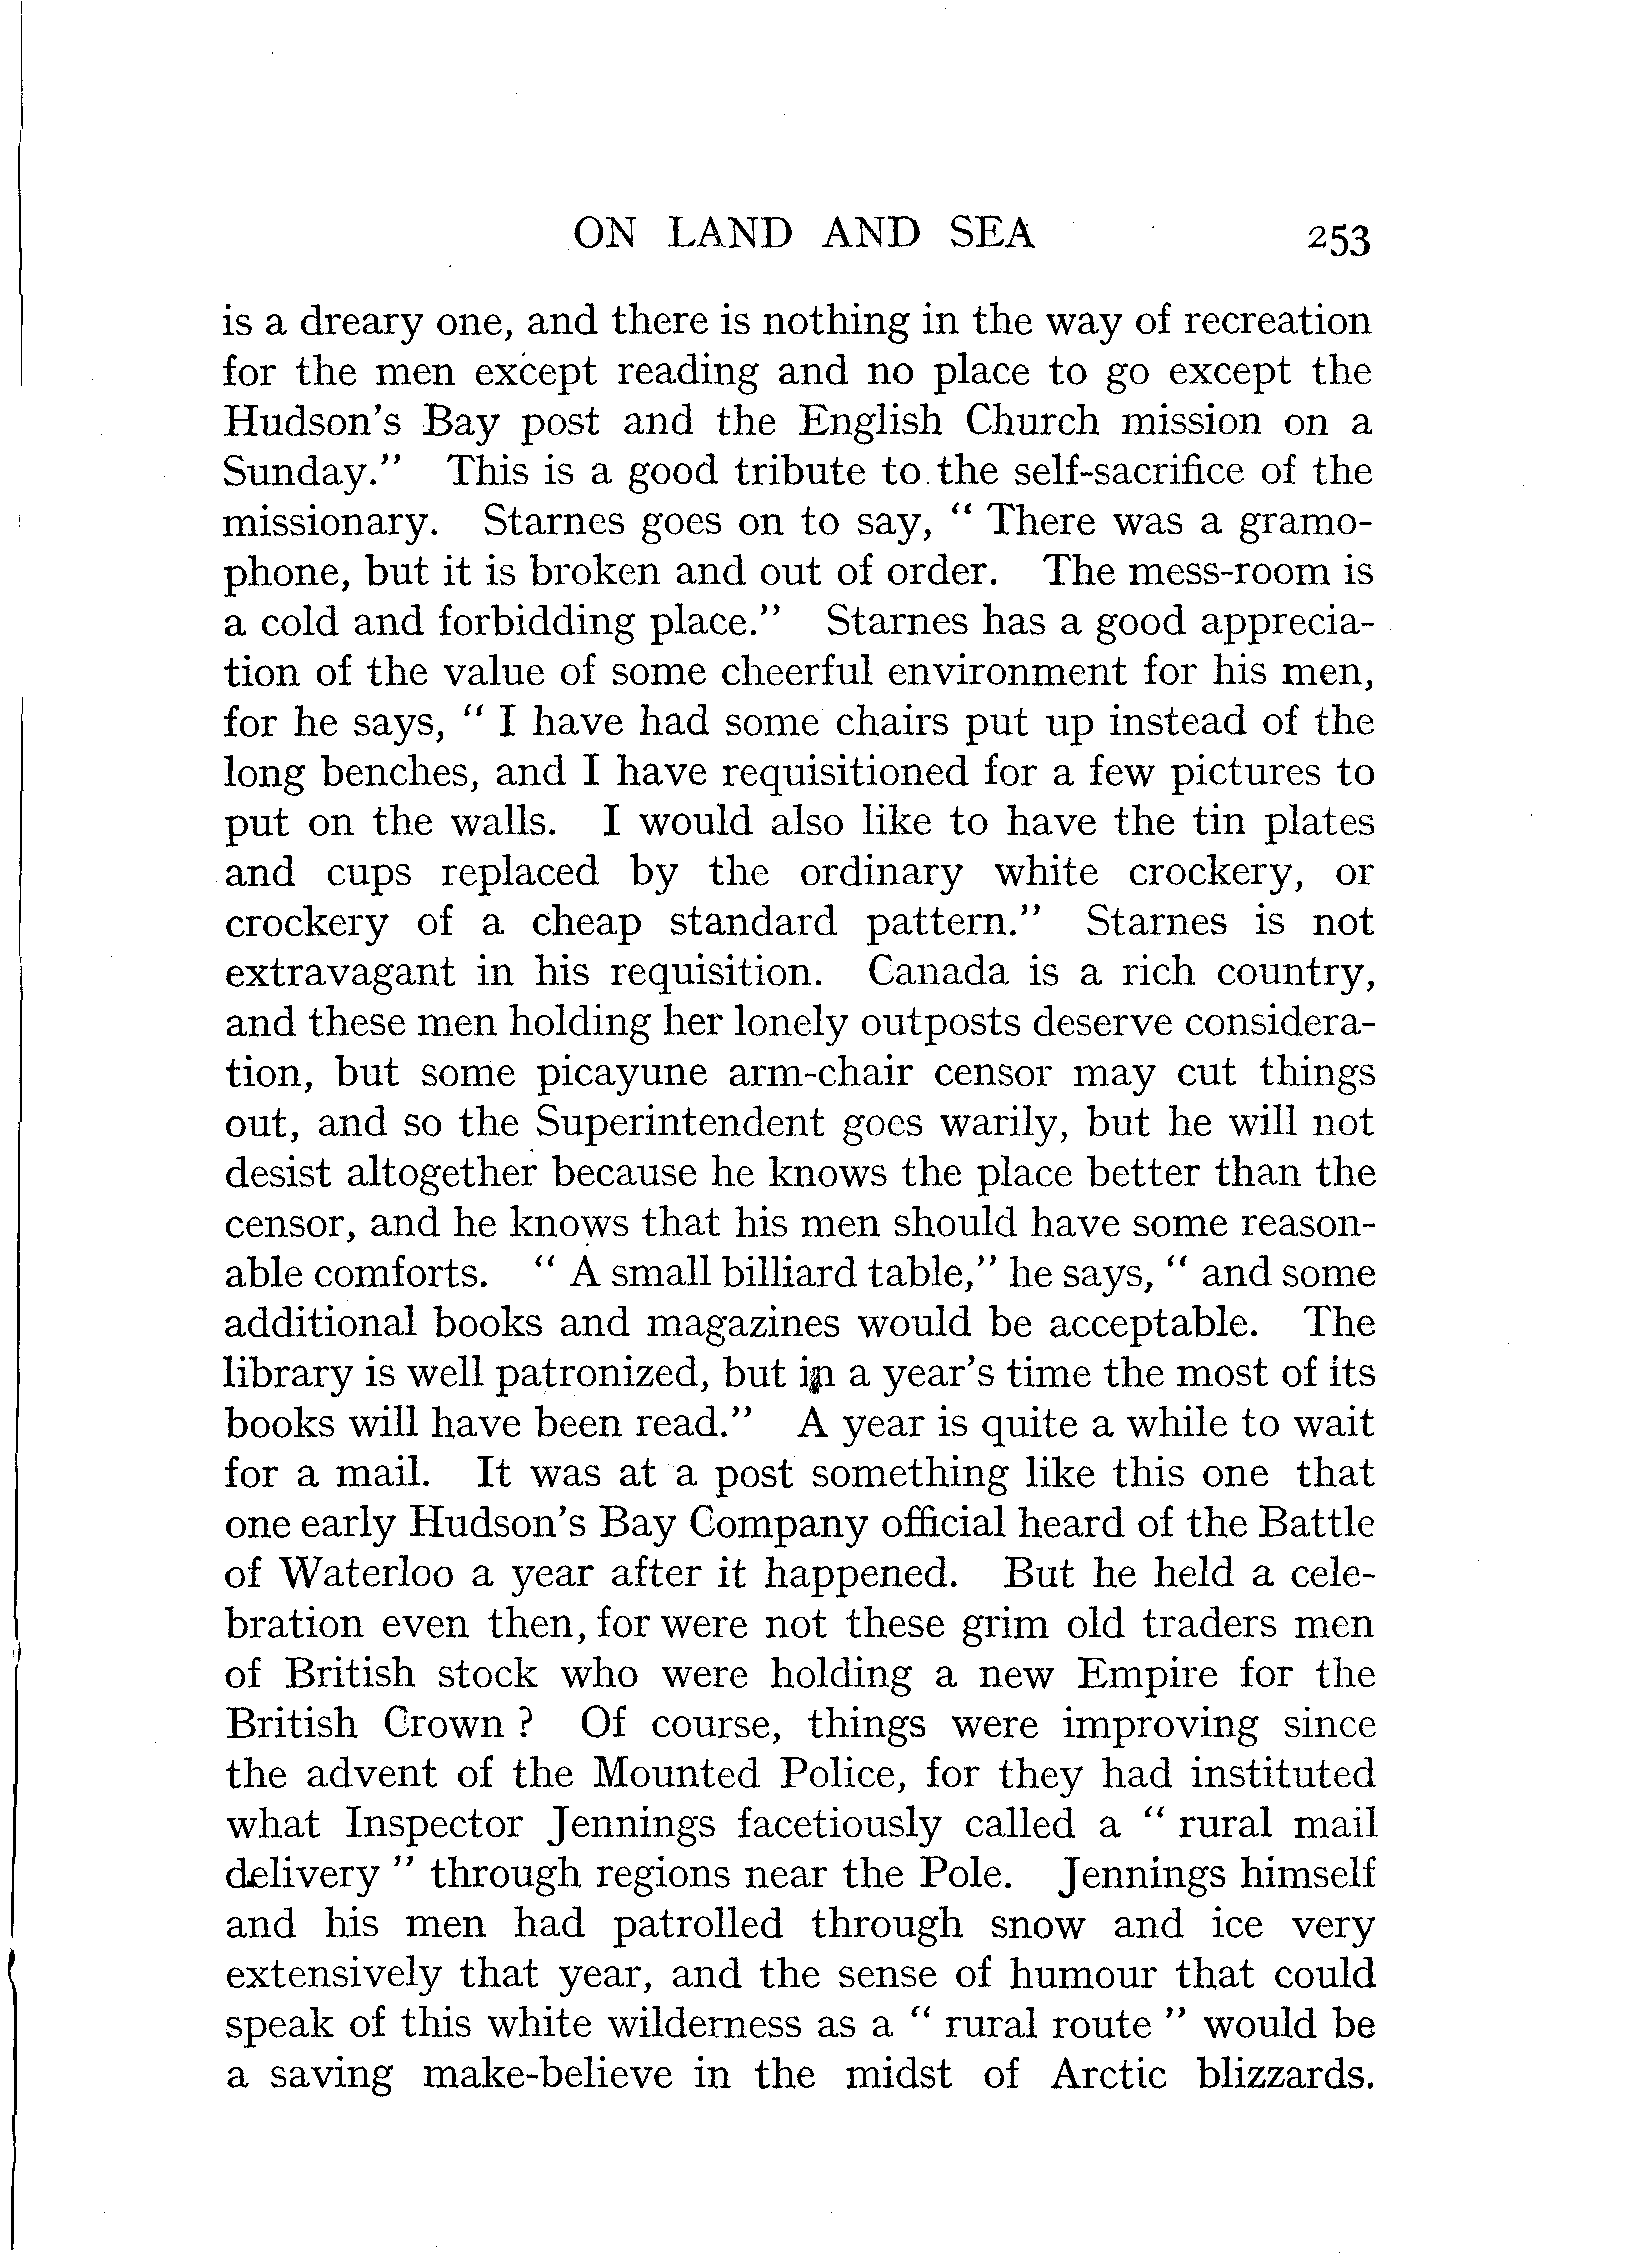 ON LAND AND SEA 253
is a dreary one, and there is nothing in the way of recreation
for the men except reading and no place to go except the
Hudson's Bay post and the English Church mission on a
Sunday." This is a good tribute to the self-sacrifice of the
missionary. Starnes goes on to say, " There was a gramo-
phone, but it is broken and out of order. The mess-room is
a cold and forbidding place." Starnes has a good apprecia-
tion of the value of some cheerful environment for his men,
for he says, " I have had some chairs put up instead of the
long benches, and I have requisitioned for a few pictures to
put on the walls. I would also like to have the tin plates
and cups replaced by the ordinary white crockery, or
crockery of a cheap standard pattern." Starnes is not
extravagant in his requisition. Canada is a rich country,
and these men holding her lonely outposts deserve considera-
tion, but some picayune arm-chair censor may cut things
out, and so the Superintendent goes warily, but he will not
desist altogether because he knows the place better than the
censor, and he knows that his men should have some reason-
able comforts. " A small billiard table," he says, " and some
additional books and magazines would be acceptable. The
library is well patronized, but in a year's time the most of its
books will have been read." A year is quite a while to wait
for a mail. It was at a post something like this one that
one early Hudson's Bay Company official heard of the Battle
of Waterloo a year after it happened. But he held a cele-
bration even then, for were not these grim old traders men
of British stock who were holding a new Empire for the
British Crown ? Of course, things were improving since
the advent of the Mounted Police, for they had instituted
what Inspector Jennings facetiously called a " rural mail
delivery " through regions near the Pole. Jennings himself
and his men had patrolled through snow and ice very
extensively that year, and the sense of humour that could
speak of this white wilderness as a " rural route " would be
a saving make-believe in the midst of Arctic blizzards.